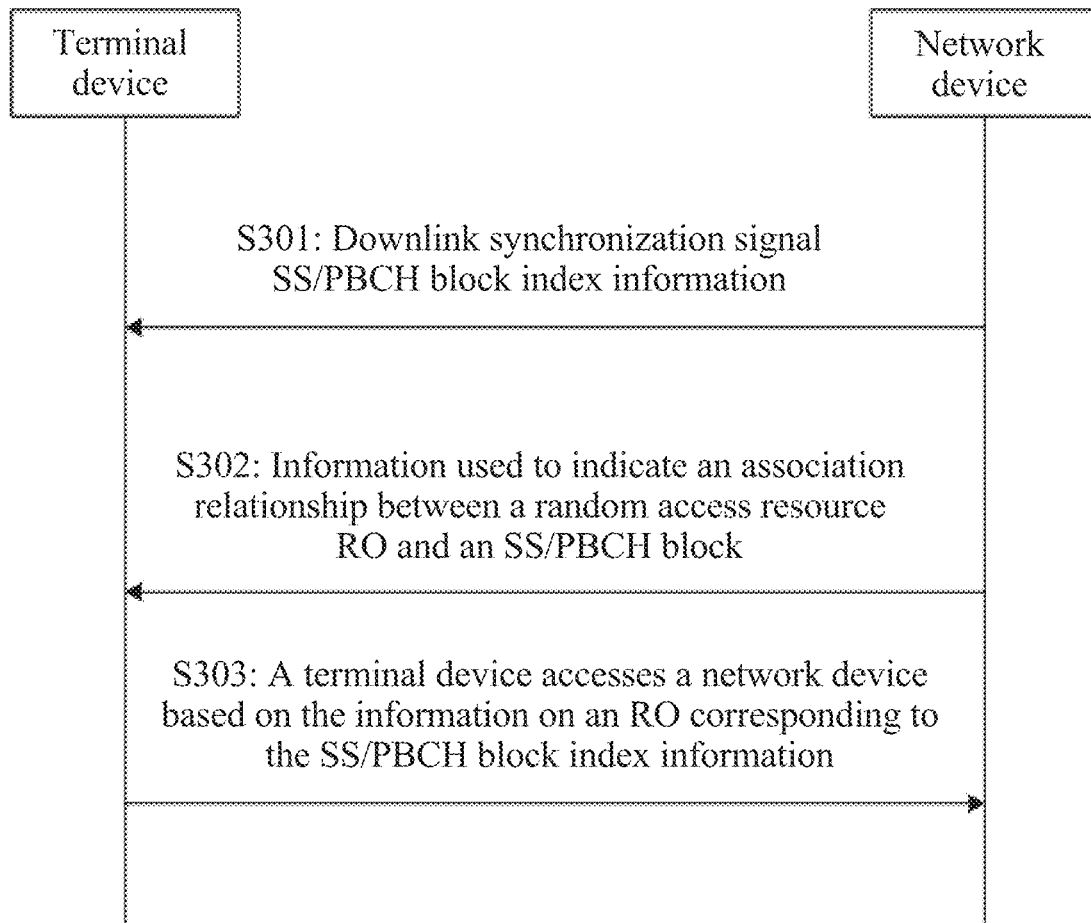 Terminal
device
Network
device
S301: Downlink synchronization signal
SS/PBCH block index information
S302: Information used to indicate an association
relationship between a random access resource
RO and an SS/PBCH block
S303: A terminal device accesses a network device
based on the information on an RO corresponding to
the SS/PBCH block index information